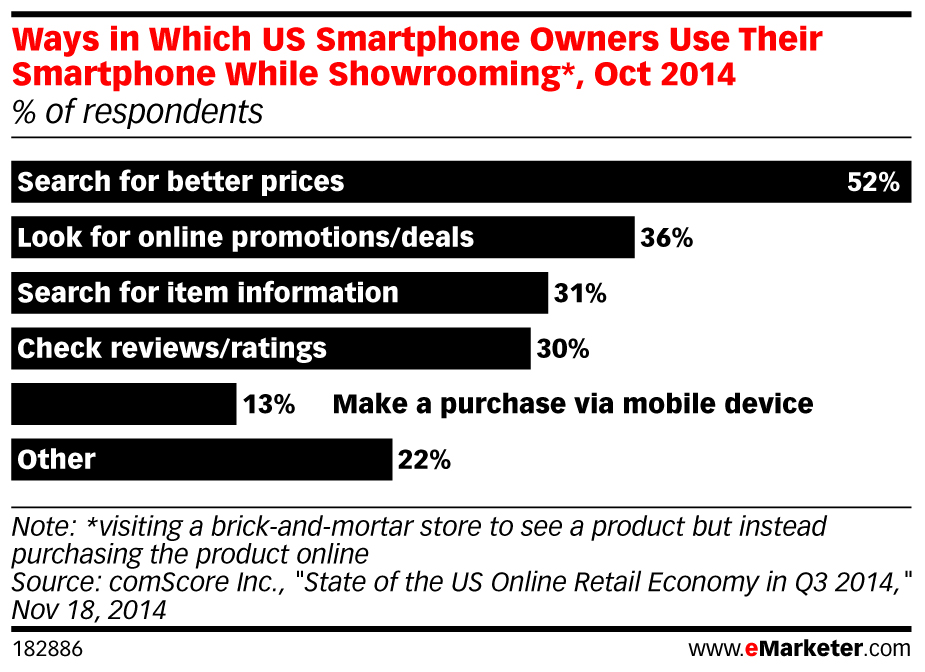 Ways in Which US Smartphone Owners Use Their
Smartphone While Showrooming*, Oct 2014
% of respondents
Search for better prices 52%
Look for online promotions/deals 36%
Search for item information 31%
Check reviews/ratings 30%
13% Make a purchase via mobile device
Other 22%
Note: *visiting a brick-and-mortar store to see a product but instead
purchasing the product online
Source: comScore Inc., "State of the US Online Retail Economy in Q3 2014,"
Nov 18, 2014
182886 www.eMarketer.com